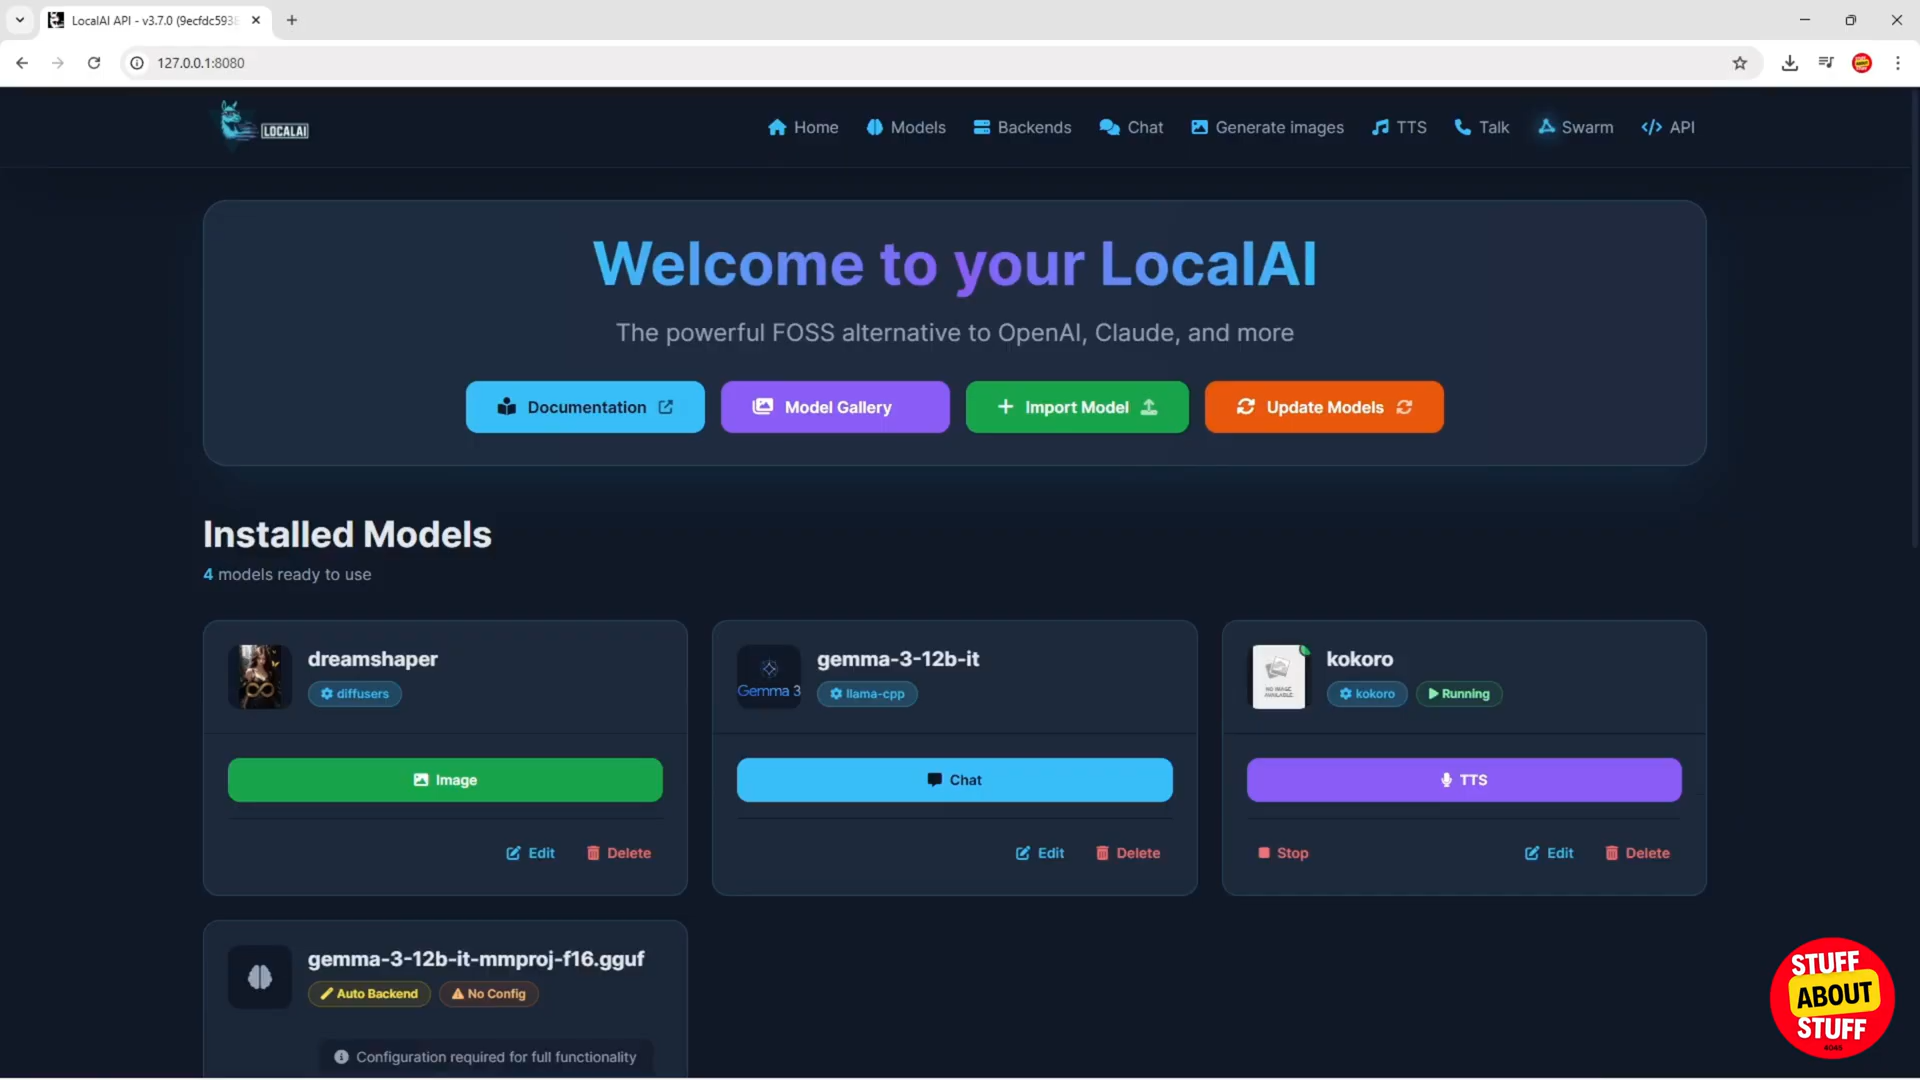 LocalAI API - v3.7.0 (9ecfdc5938
127.0.0.1:8080
LOCALAI
Home
Models
Backends
Chat
Generate images
TTS
Talk
Swarm
API
Welcome to your LocalAI
The powerful FOSS alternative to OpenAI, Claude, and more
Documentation
Model Gallery
Import Model
Update Models
Installed Models
4 models ready to use
dreamshaper
diffusers
Image
Edit
Delete
Gemma 3
gemma-3-12b-it
llama-cpp
Chat
Edit
Delete
NO IMAGE
AVAILABLE
kokoro
kokoro
Running
TTS
Stop
Edit
Delete
gemma-3-12b-it-mmproj-f16.gguf
Auto Backend
No Config
Configuration required for full functionality
STUFF
ABOUT
STUFF